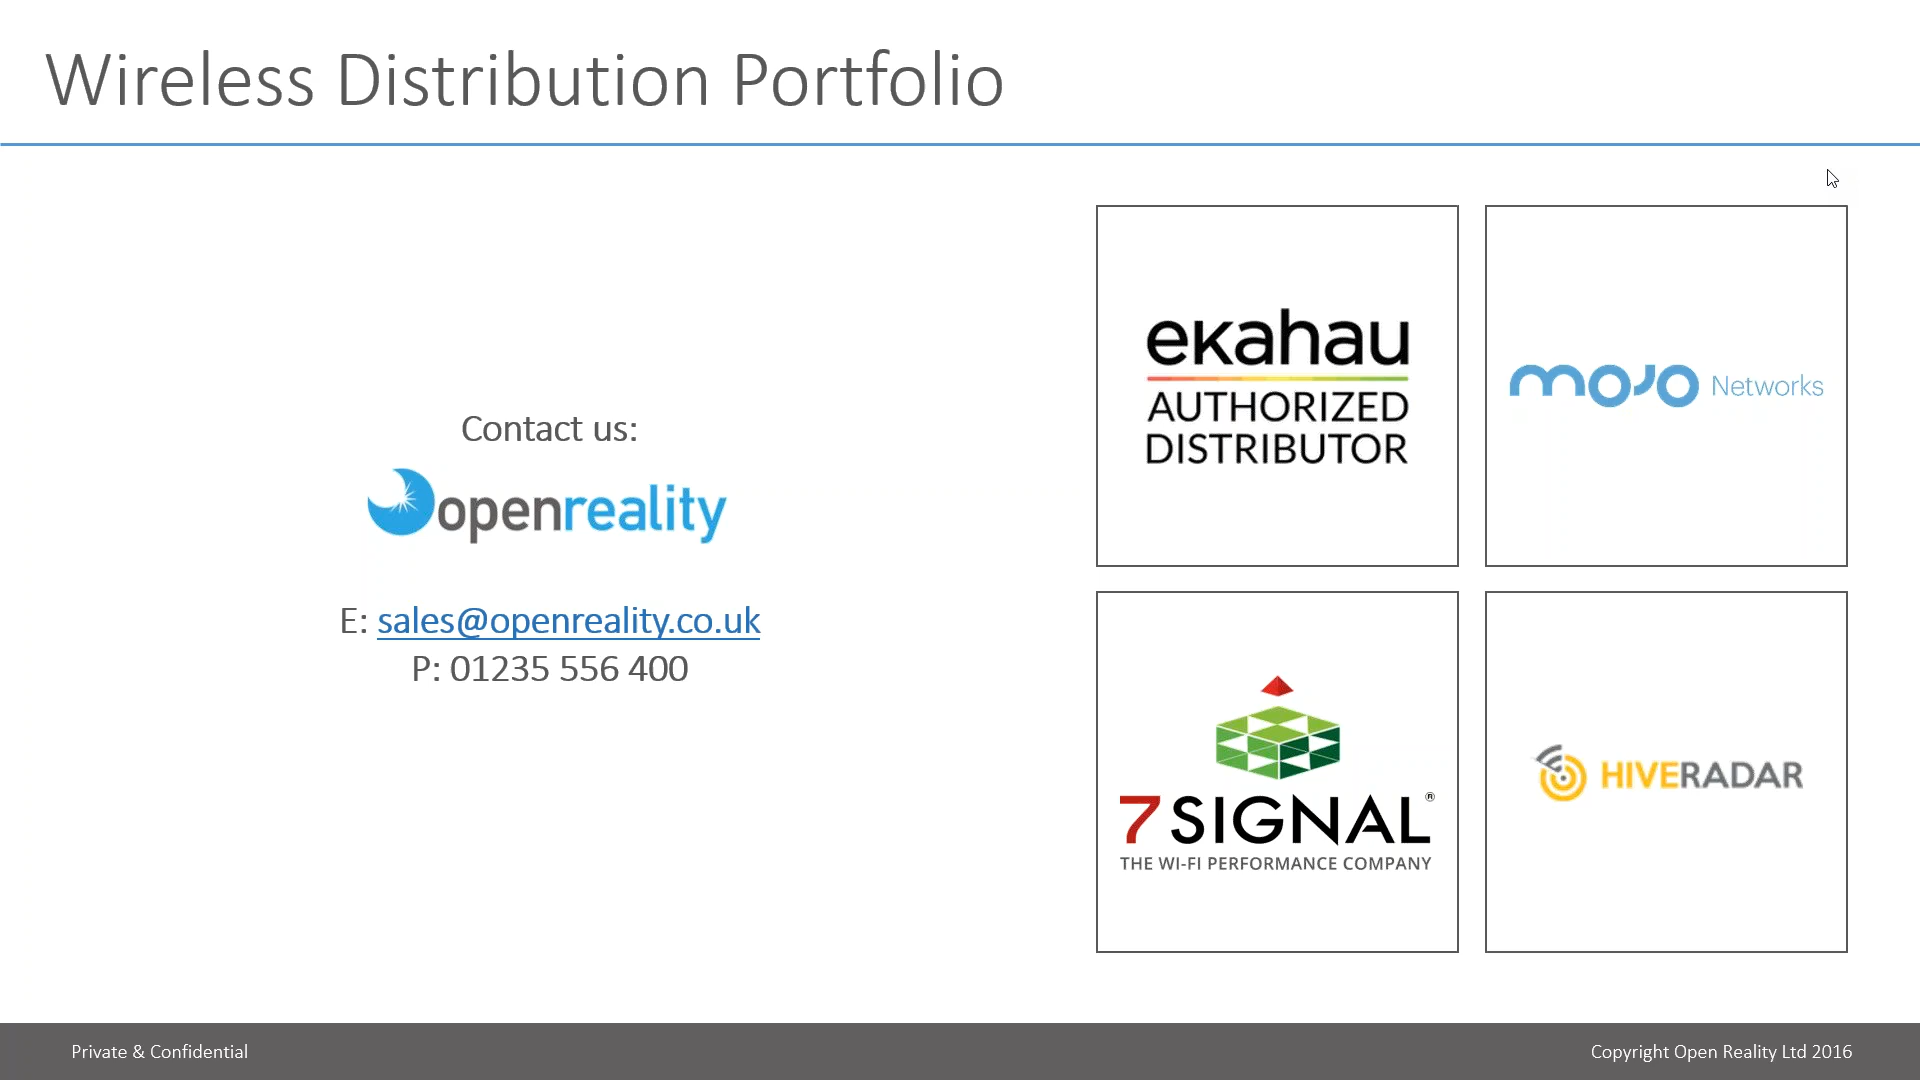 Wireless Distribution Portfolio
Contact us:
openreality
E: sales@openreality.co.uk
P: 01235 556 400
ekahau
AUTHORIZED
DISTRIBUTOR
mojo Networks
7SIGNAL®
THE WI-FI PERFORMANCE COMPANY
HIVERADAR
Private & Confidential
Copyright Open Reality Ltd 2016